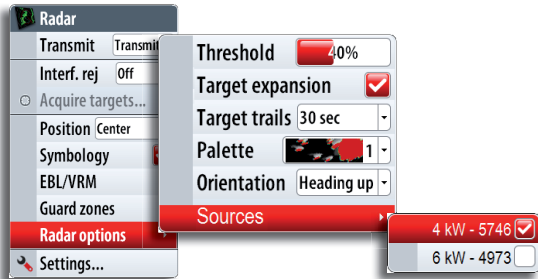 Radar
Transmit Transmit
Interf. rej Off
Acquire targets...
Position Center
Symbology
EBL/VRM
Guard zones
Radar options
Settings...
Threshold 40%
Target expansion
Target trails 30 sec
Palette 1
Orientation Heading up
Sources
4 kW - 5746
6 kW - 4973